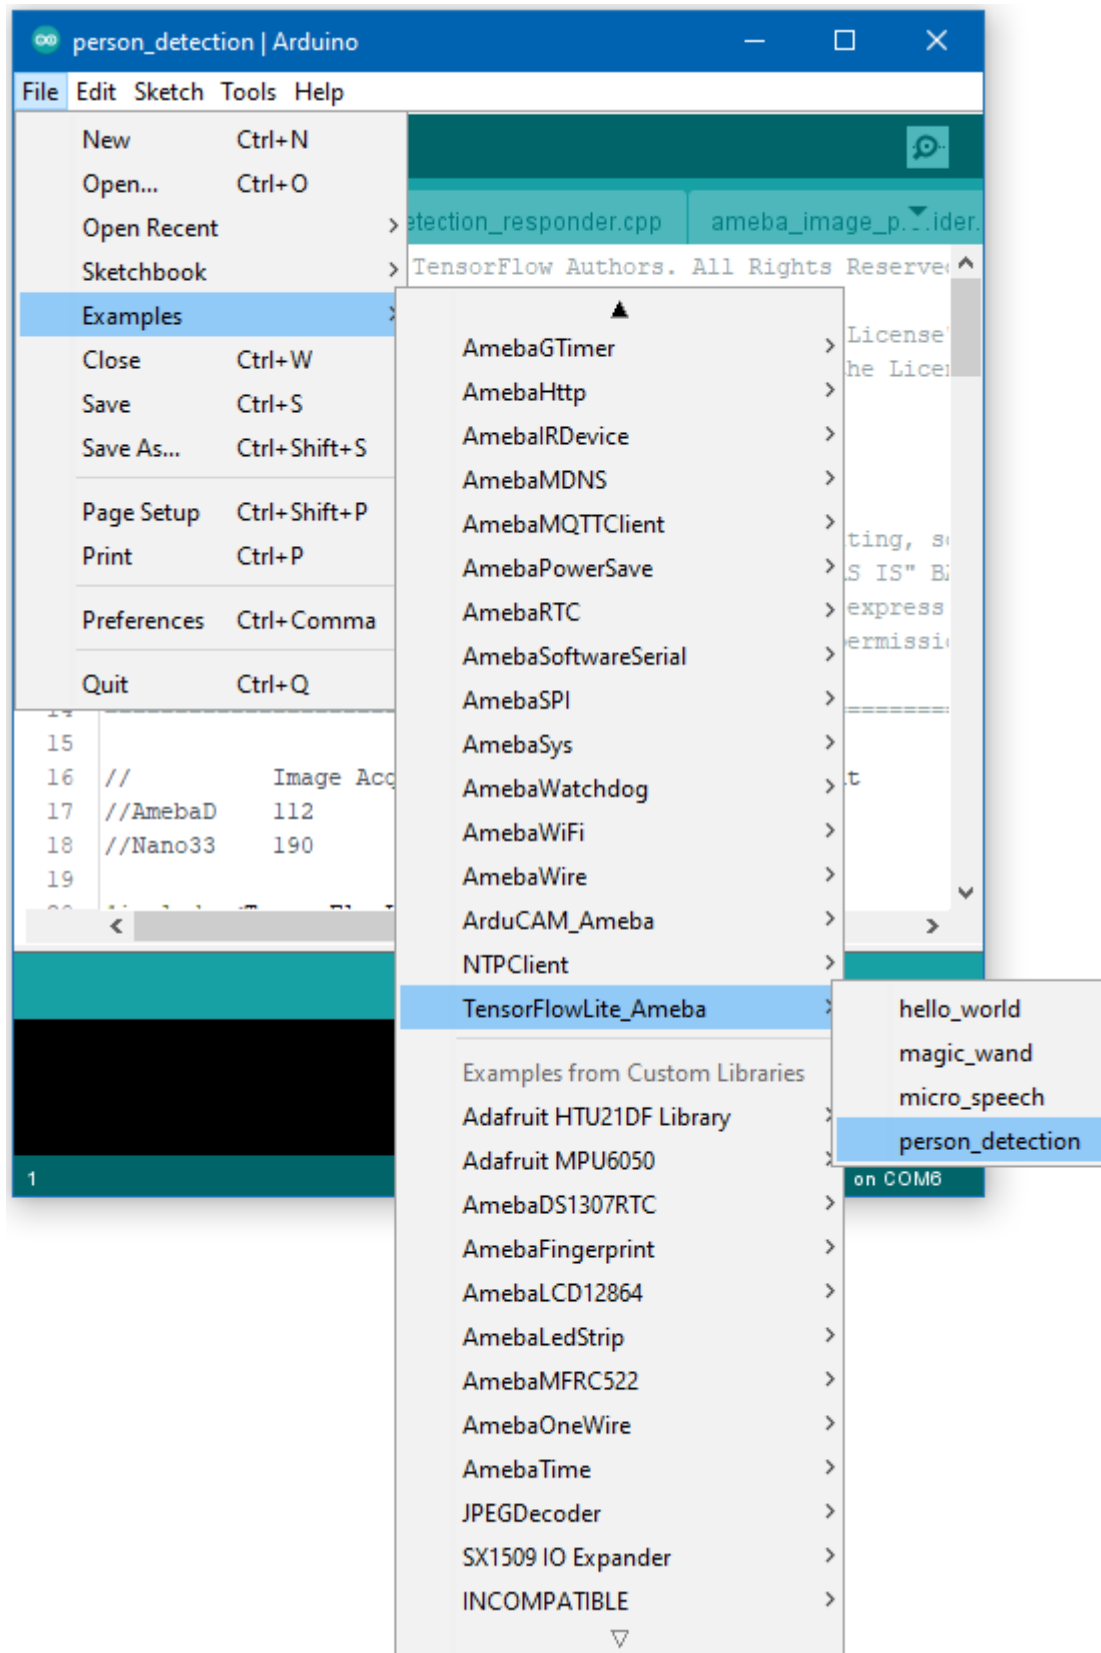 person_detection | Arduino
File Edit Sketch Tools Help
New Ctrl+N
Open... Ctrl+O
Open Recent
Sketchbook
Examples
Close Ctrl+W
Save Ctrl+S
Save As... Ctrl+Shift+S
Page Setup Ctrl+Shift+P
Print Ctrl+P
Preferences Ctrl+Comma
Quit Ctrl+Q
etection_responder.cpp ameba_image_p
ider.
TensorFlow Authors. All Rights Reserve
License"
he Lice
ting, s
S IS" B
express
ermissi
==========
15
16 // Image Acq t
17 //AmebaD 112
18 //Nano33 190
19
AmebaGTimer
AmebaHttp
AmebaIRDevice
AmebaMDNS
AmebaMQTTClient
AmebaPowerSave
AmebaRTC
AmebaSoftwareSerial
AmebaSPI
AmebaSys
AmebaWatchdog
AmebaWiFi
AmebaWire
ArduCAM_Ameba
NTPClient
TensorFlowLite_Ameba
Examples from Custom Libraries
Adafruit HTU21DF Library
Adafruit MPU6050
AmebaDS1307RTC
AmebaFingerprint
AmebaLCD12864
AmebaLedStrip
AmebaMFRC522
AmebaOneWire
AmebaTime
JPEGDecoder
SX1509 IO Expander
INCOMPATIBLE
hello_world
magic_wand
micro_speech
person_detection
1 on COM6